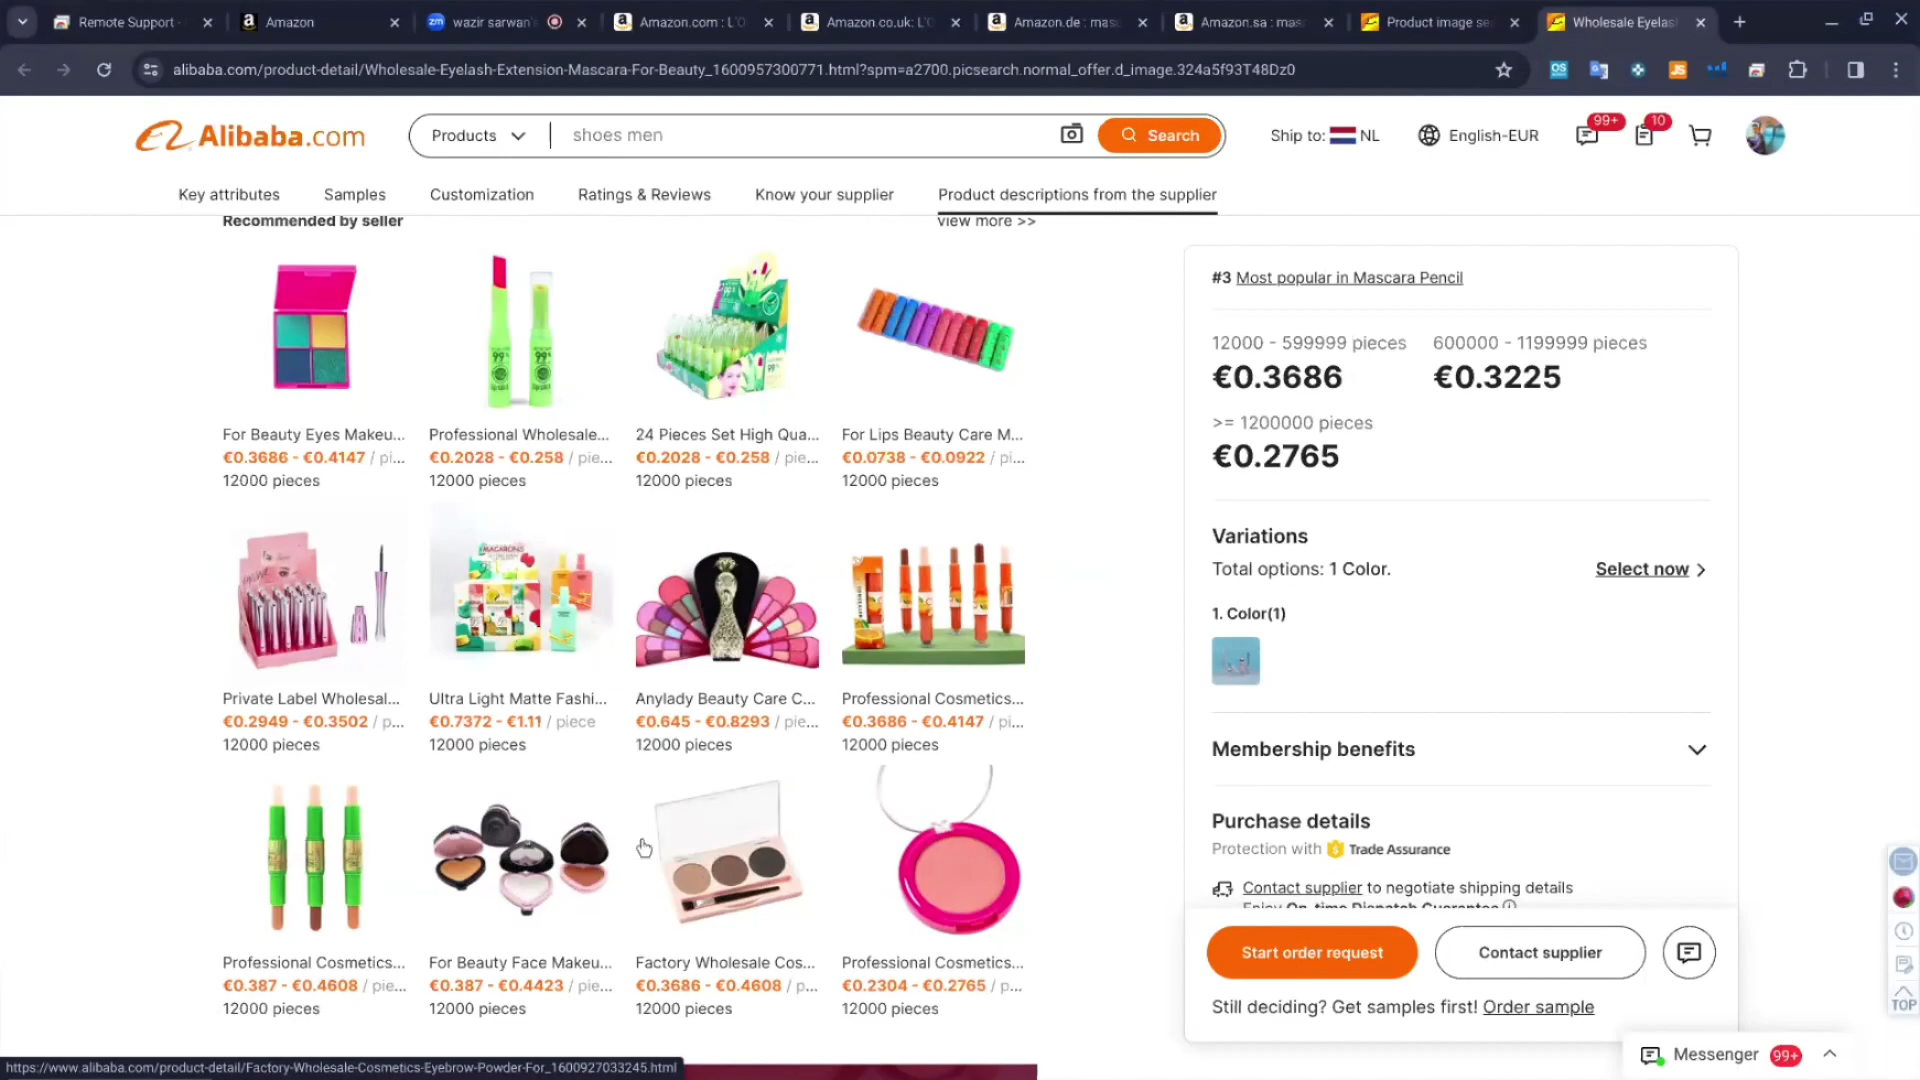 Remote Support -
Amazon
zm wazir sarwan's
Amazon.com : L'O
Amazon.co.uk: L'O
Amazon.de : masc
Amazon.sa : mas
Product image se
Wholesale Eyelas
alibaba.com/product-detail/Wholesale-Eyelash-Extension-Mascara-For-Beauty_1600957300771.html?spm=a2700.picsearch.normal_offer.d_image.324a5f93T48Dz0
Alibaba.com
Products
shoes men
Search
Ship to: NL
English-EUR
99+
10
Key attributes
Samples
Customization
Ratings & Reviews
Know your supplier
Product descriptions from the supplier
Recommended by seller
view more >>
For Beauty Eyes Makeu...
€0.3686 - €0.4147 / pi...
12000 pieces
Professional Wholesale...
€0.2028 - €0.258 / pie...
12000 pieces
24 Pieces Set High Qua...
€0.2028 - €0.258 / pie...
12000 pieces
For Lips Beauty Care M...
€0.0738 - €0.0922 / pi...
12000 pieces
Private Label Wholesal...
€0.2949 - €0.3502 / p...
12000 pieces
Ultra Light Matte Fashi...
€0.7372 - €1.11 / piece
12000 pieces
Anylady Beauty Care C...
€0.645 - €0.8293 / pie...
12000 pieces
Professional Cosmetics...
€0.3686 - €0.4147 / pi...
12000 pieces
Professional Cosmetics...
€0.387 - €0.4608 / pie...
12000 pieces
For Beauty Face Makeu...
€0.387 - €0.4423 / pie...
12000 pieces
Factory Wholesale Cos...
€0.3686 - €0.4608 / p...
12000 pieces
Professional Cosmetics...
€0.2304 - €0.2765 / p...
12000 pieces
#3 Most popular in Mascara Pencil
12000 - 599999 pieces
€0.3686
600000 - 1199999 pieces
€0.3225
>= 1200000 pieces
€0.2765
Variations
Total options: 1 Color.
Select now >
1. Color(1)
Membership benefits
Purchase details
Protection with Trade Assurance
Contact supplier to negotiate shipping details
Enjoy On-time Dispatch Guarantee
Start order request
Contact supplier
Still deciding? Get samples first! Order sample
TOP
Messenger 99+
https://www.alibaba.com/product-detail/Factory-Wholesale-Cosmetics-Eyebrow-Powder-For_1600927033245.html